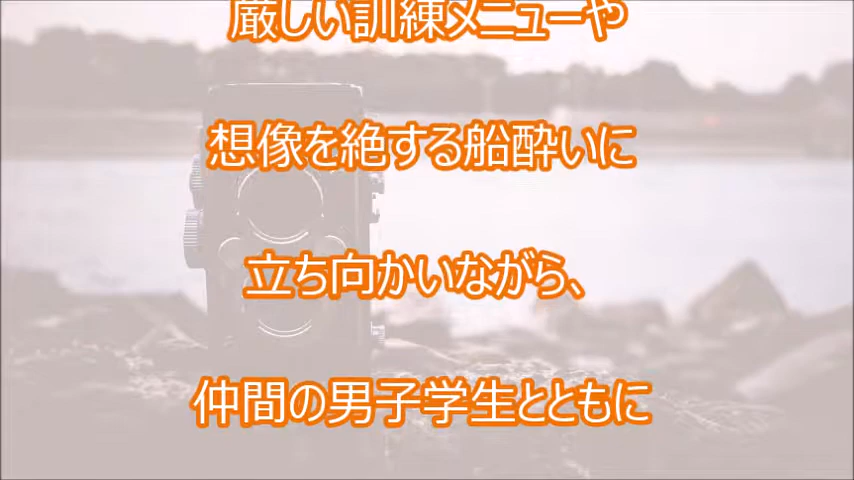 厳しい訓練メニューや
想像を絶する船酔いに
立ち向かいながら、
仲間の男子学生とともに